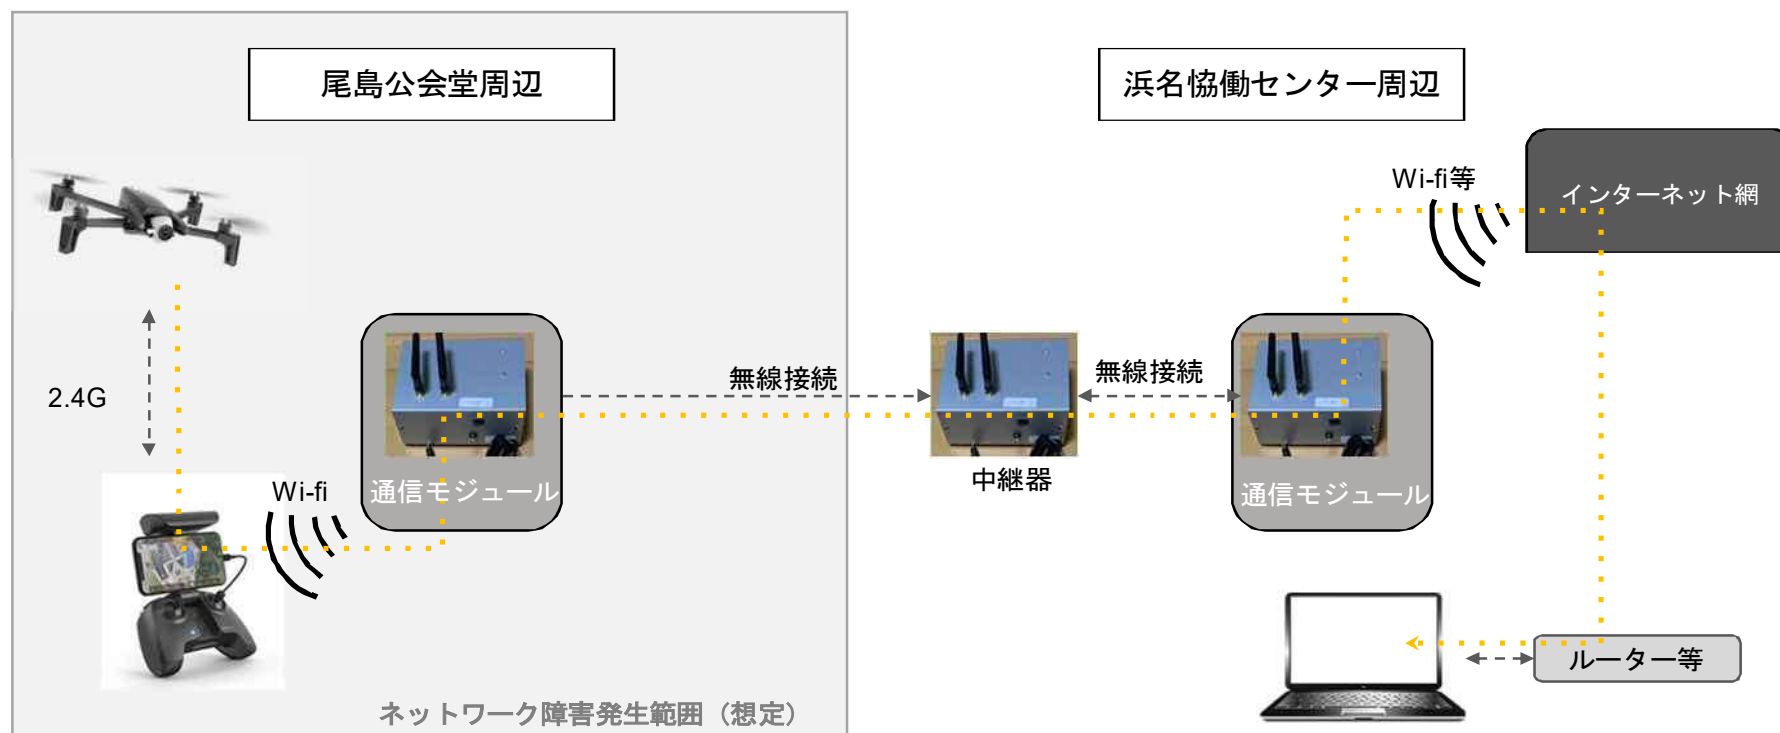 尾島公会堂周辺
浜名協働センター周辺
Wi-fi等
インターネット網
2.4G
無線接続
無線接続
中継器
Wi-fi
通信モジュール
通信モジュール
ルーター等
ネットワーク障害発生範囲（想定）